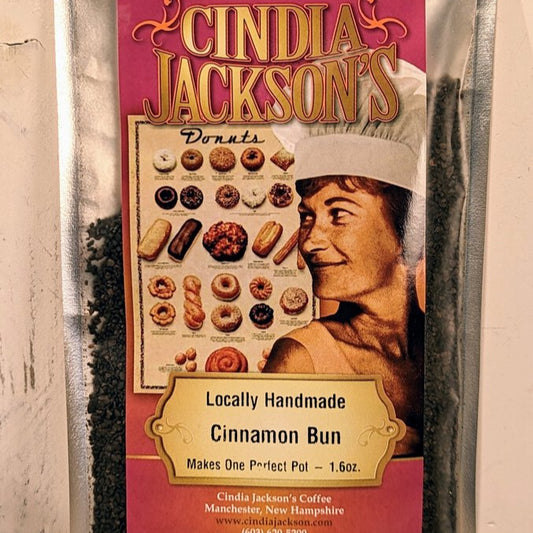 CINDIA
JACKSON'S
Donuts
Locally Handmade
Cinnamon Bun
Makes One Perfect Pot – 1.6oz.
Cindia Jackson's Coffee
Manchester, New Hampshire
www.cindiajackson.com